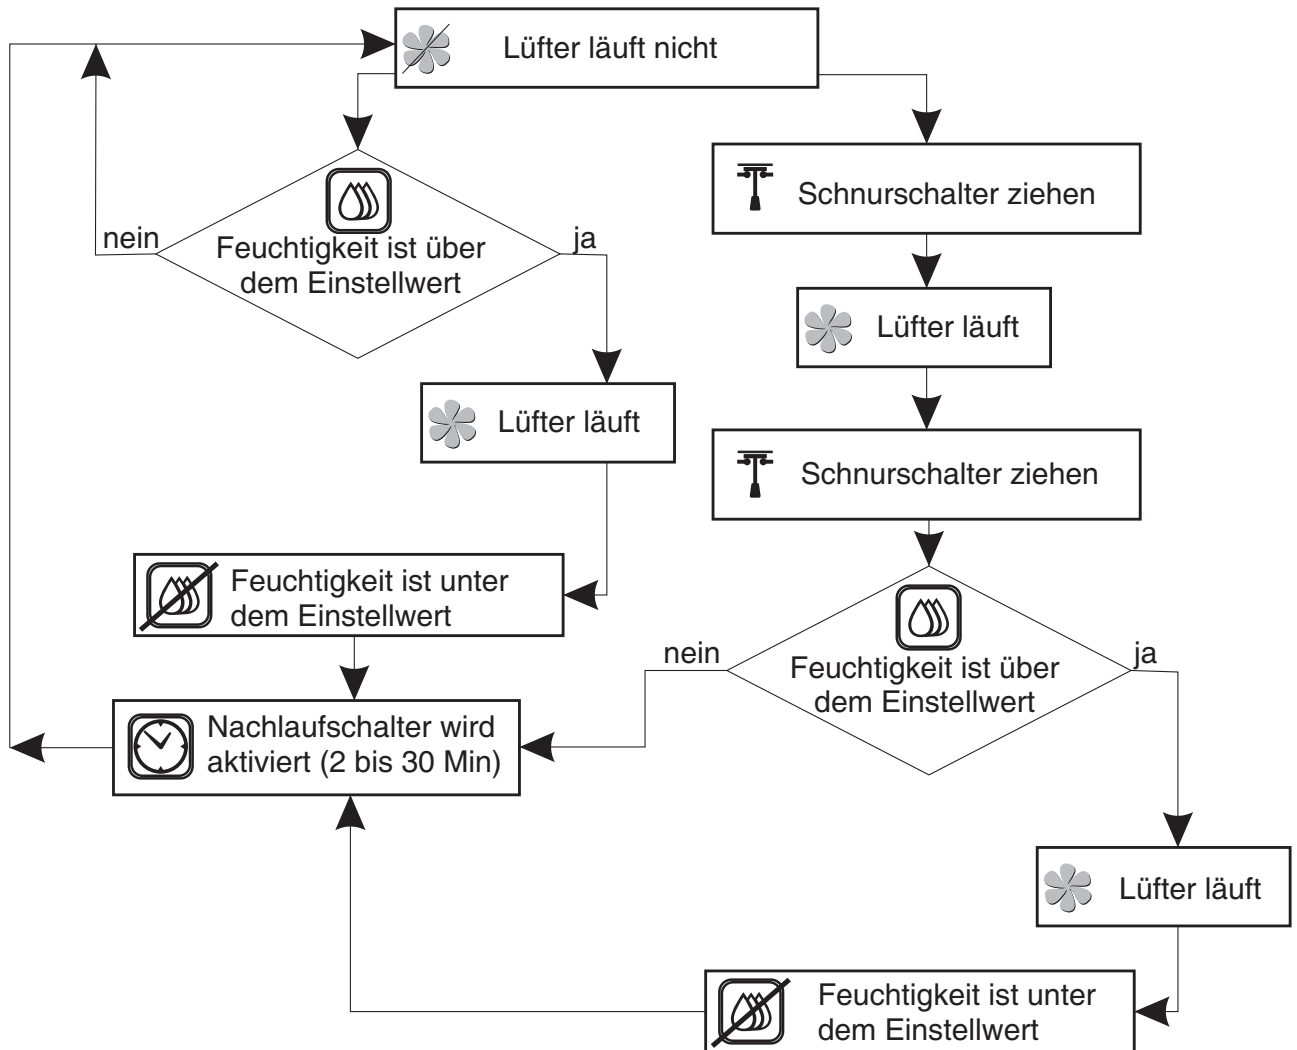 Lüfter läuft nicht
Schnurschalter ziehen
nein
ja
Feuchtigkeit ist über
dem Einstellwert
Lüfter läuft
Lüfter läuft
Schnurschalter ziehen
Feuchtigkeit ist unter
dem Einstellwert
nein
ja
Feuchtigkeit ist über
dem Einstellwert
Nachlaufschalter wird
aktiviert (2 bis 30 Min)
Lüfter läuft
Feuchtigkeit ist unter
dem Einstellwert